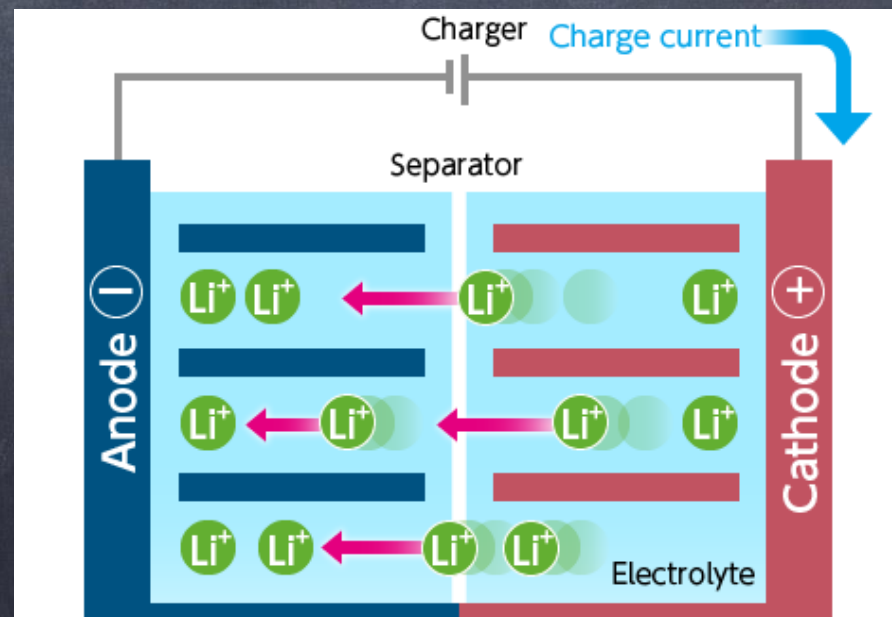 Charger
Charge current
Separator
Anode −
Li⁺ Li⁺ Li⁺ Li⁺
Li⁺ Li⁺ Li⁺ Li⁺
Li⁺ Li⁺ Li⁺ Li⁺
Cathode +
Electrolyte